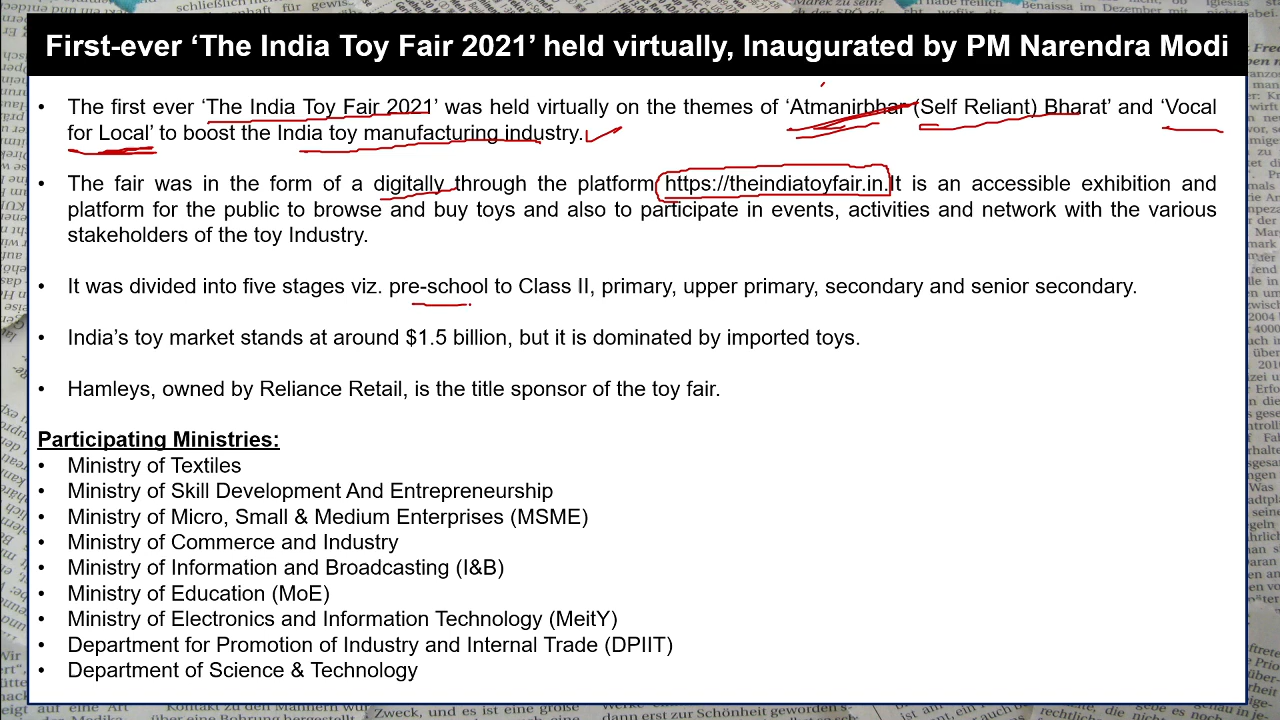 First-ever ‘The India Toy Fair 2021’ held virtually, Inaugurated by PM Narendra Modi
• The first ever ‘The India Toy Fair 2021’ was held virtually on the themes of ‘Atmanirbhar (Self Reliant) Bharat’ and ‘Vocal
for Local’ to boost the India toy manufacturing industry.
• The fair was in the form of a digitally through the platform https://theindiatoyfair.in.It is an accessible exhibition and
platform for the public to browse and buy toys and also to participate in events, activities and network with the various
stakeholders of the toy Industry.
• It was divided into five stages viz. pre-school to Class II, primary, upper primary, secondary and senior secondary.
• India’s toy market stands at around $1.5 billion, but it is dominated by imported toys.
• Hamleys, owned by Reliance Retail, is the title sponsor of the toy fair.
Participating Ministries:
• Ministry of Textiles
• Ministry of Skill Development And Entrepreneurship
• Ministry of Micro, Small & Medium Enterprises (MSME)
• Ministry of Commerce and Industry
• Ministry of Information and Broadcasting (I&B)
• Ministry of Education (MoE)
• Ministry of Electronics and Information Technology (MeitY)
• Department for Promotion of Industry and Internal Trade (DPIIT)
• Department of Science & Technology